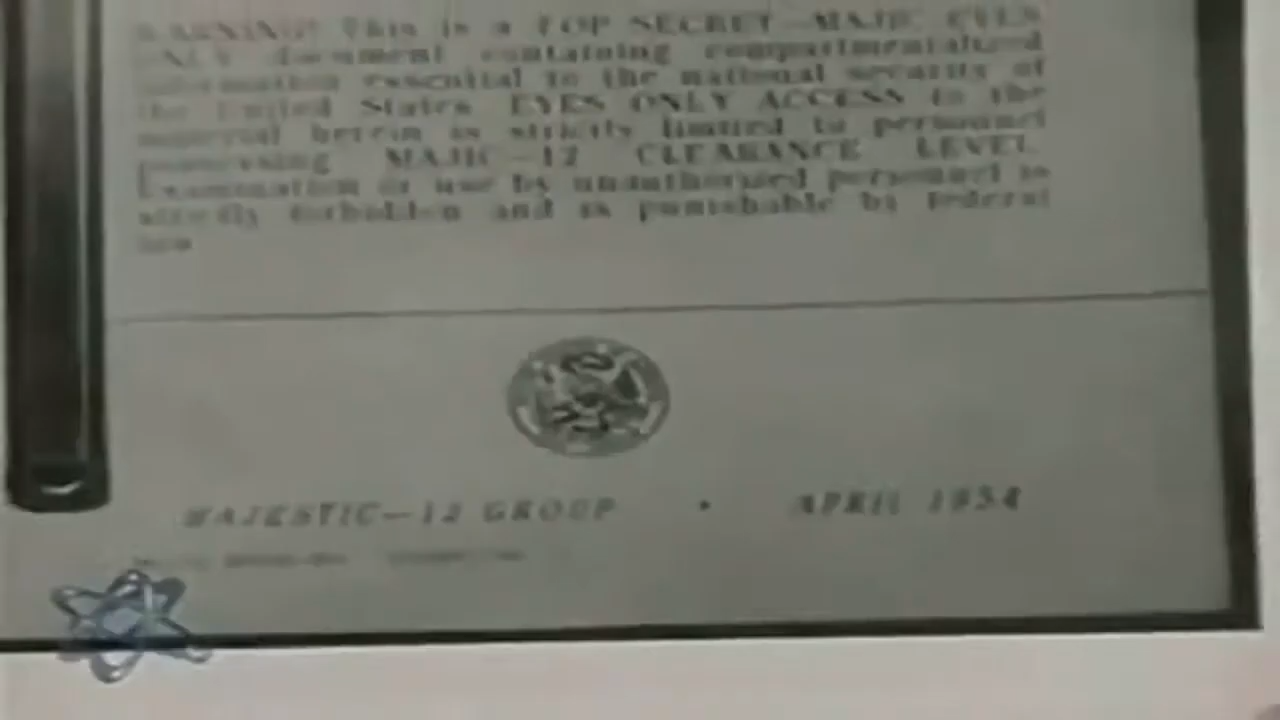 WARNING! This is a TOP SECRET—MAJIC EYES
ONLY document containing compartmentalized
information essential to the national security of
the United States. EYES ONLY ACCESS to the
material herein is strictly limited to personnel
possessing MAJIC—12 CLEARANCE LEVEL.
Examination or use by unauthorized personnel is
strictly forbidden and is punishable by federal
law.
MAJESTIC—12 GROUP • APRIL 1954